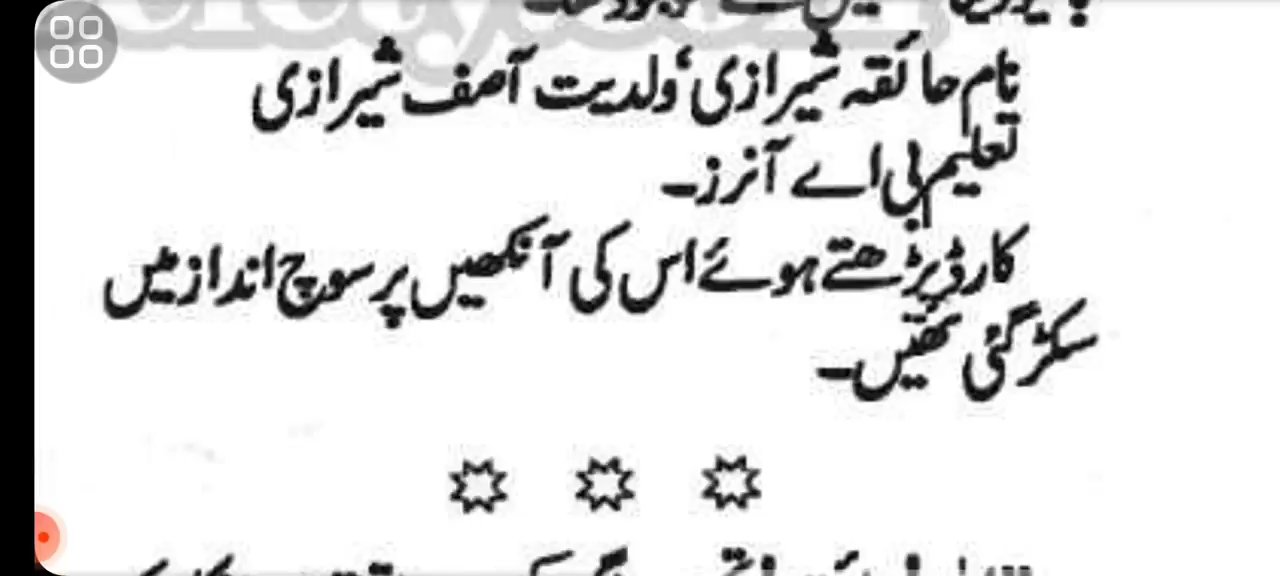 نام حائقہ شیرازی، ولدیت آصف شیرازی
تعلیم بی اے آنرز۔
کارڈ پڑھتے ہوئے اس کی آنکھیں پرسوچ انداز میں
سکڑ گئی تھیں۔